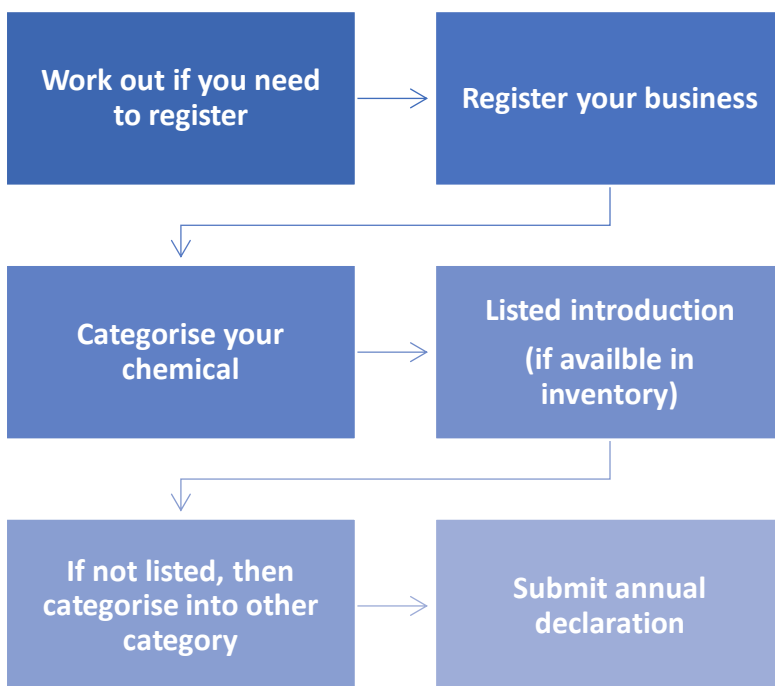 Work out if you need
to register
Register your business
Categorise your
chemical
Listed introduction
(if availble in
inventory)
If not listed, then
categorise into other
category
Submit annual
declaration